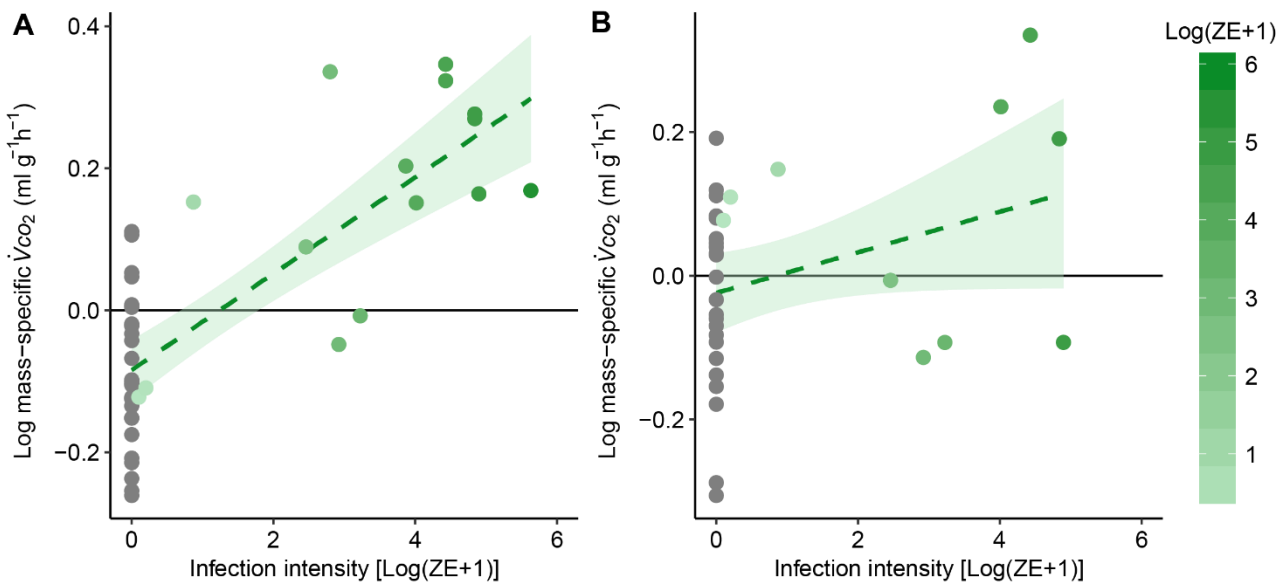 A
B
Log(ZE+1)
0.4
0.2
0.0
−0.2
Log mass−specific V̇co₂ (ml g⁻¹h⁻¹)
0 2 4 6
Infection intensity [Log(ZE+1)]
0.2
0.0
−0.2
Log mass−specific V̇co₂ (ml g⁻¹h⁻¹)
0 2 4 6
Infection intensity [Log(ZE+1)]
6
5
4
3
2
1